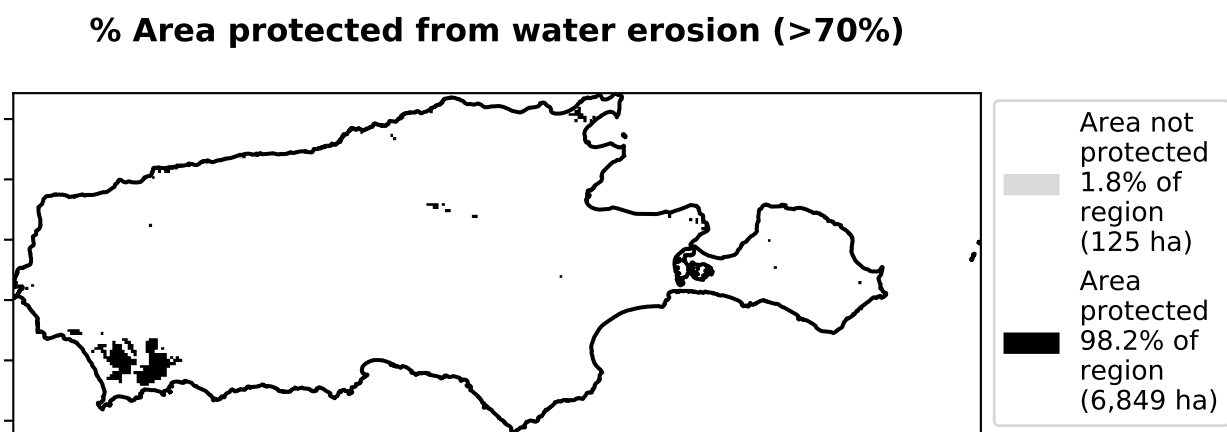 % Area protected from water erosion (>70%)
Area not
protected
1.8% of
region
(125 ha)
Area
protected
98.2% of
region
(6,849 ha)